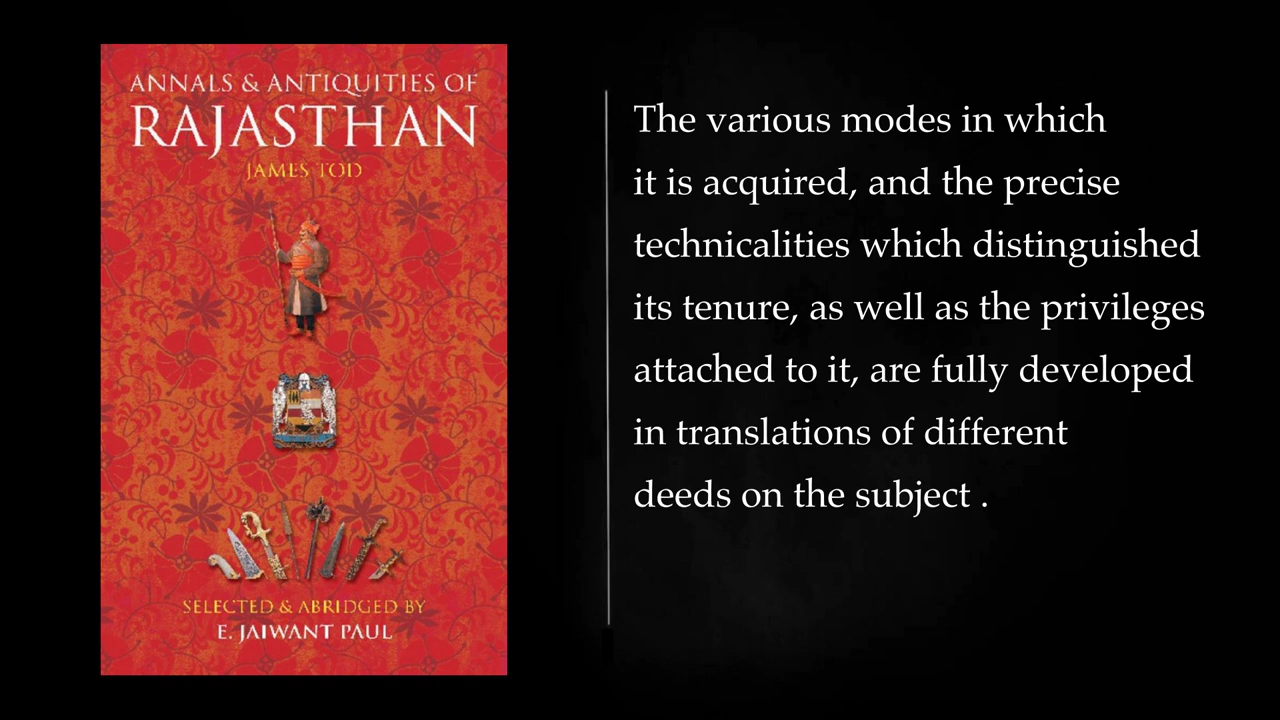 ANNALS & ANTIQUITIES OF
RAJASTHAN
JAMES TOD
SELECTED & ABRIDGED BY
E. JAIWANT PAUL
The various modes in which
it is acquired, and the precise
technicalities which distinguished
its tenure, as well as the privileges
attached to it, are fully developed
in translations of different
deeds on the subject .